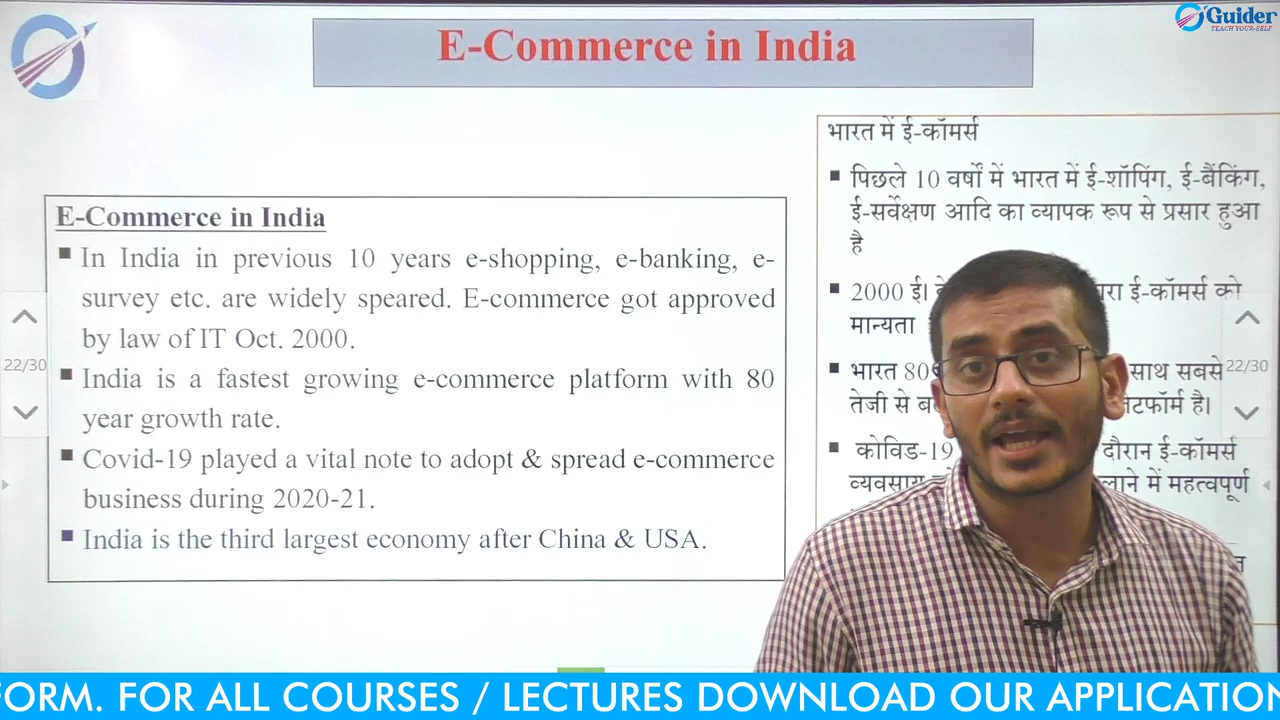 E-Commerce in India
Guider
TEACH YOUR-SELF
E-Commerce in India
▪ In India in previous 10 years e-shopping, e-banking, e-
survey etc. are widely speared. E-commerce got approved
by law of IT Oct. 2000.
▪ India is a fastest growing e-commerce platform with 80
year growth rate.
▪ Covid-19 played a vital note to adopt & spread e-commerce
business during 2020-21.
▪ India is the third largest economy after China & USA.
22/30
भारत में ई-कॉमर्स
▪ पिछले 10 वर्षों में भारत में ई-शॉपिंग, ई-बैंकिंग,
ई-सर्वेक्षण आदि का व्यापक रूप से प्रसार हुआ
है
▪ 2000 ई। ई-कॉमर्स को
मान्यता
▪ भारत 80 साथ सबसे
तेजी से है।
▪ कोविड-19 दौरान ई-कॉमर्स
व्यवसाय लाने में महत्वपूर्ण
22/30
FORM. FOR ALL COURSES / LECTURES DOWNLOAD OUR APPLICATION